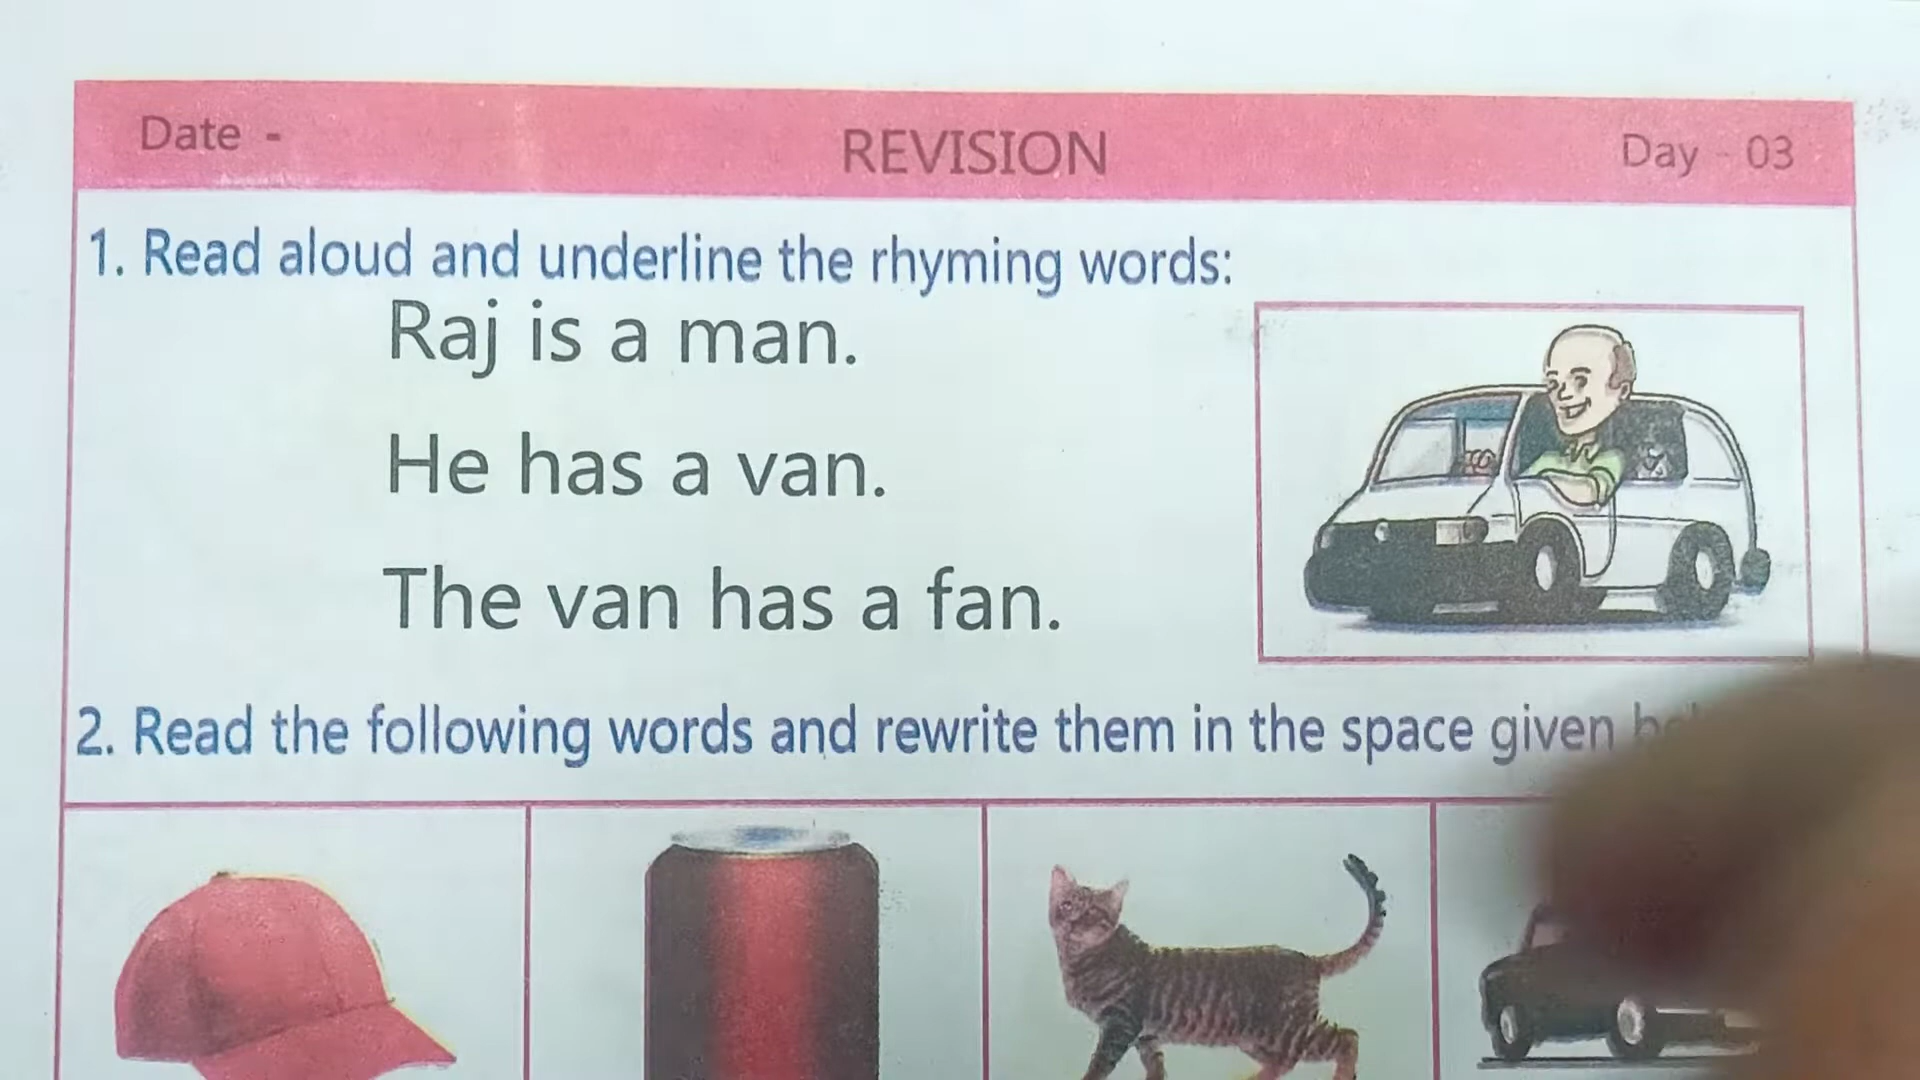 Date -
REVISION
Day - 03
1. Read aloud and underline the rhyming words:
Raj is a man.
He has a van.
The van has a fan.
2. Read the following words and rewrite them in the space given